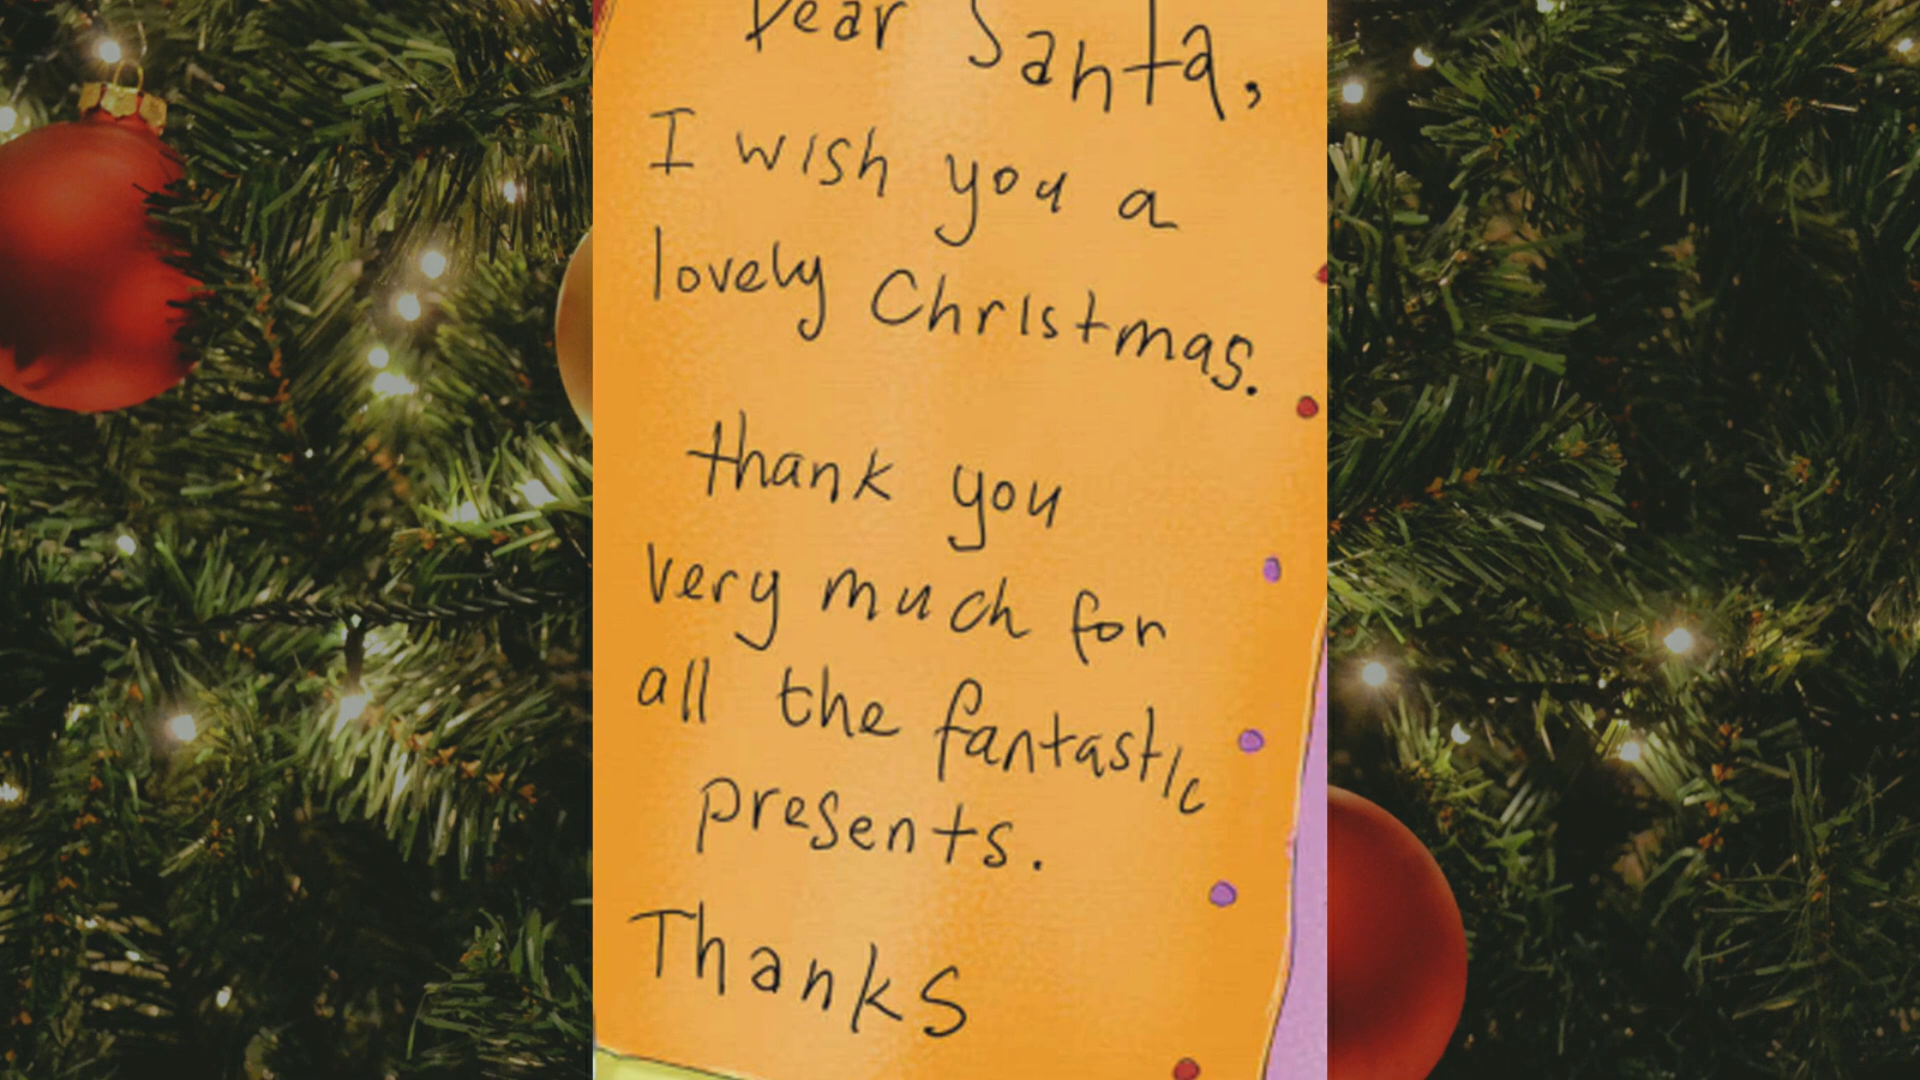 Dear Santa,
I wish you a
lovely Christmas.
thank you
very much for
all the fantastic
presents.
Thanks